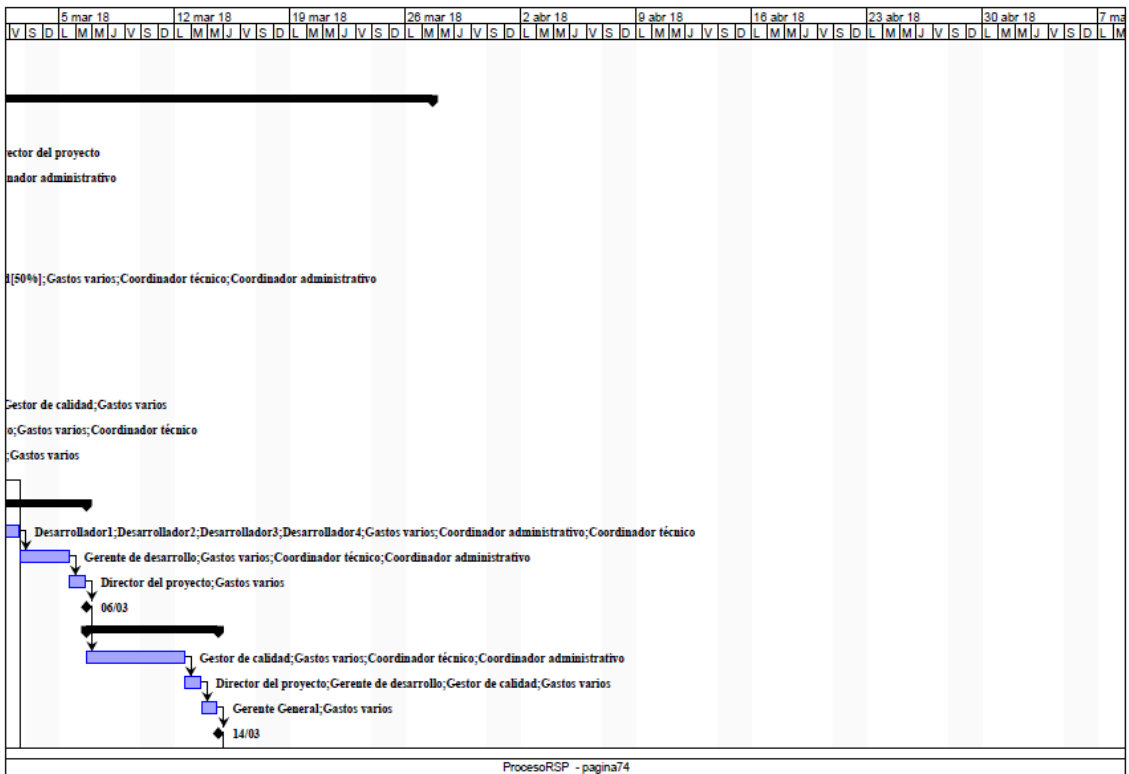 5 mar 18 12 mar 18 19 mar 18 26 mar 18 2 abr 18 9 abr 18 16 abr 18 23 abr 18 30 abr 18 7 ma
V S D L M M J V S D L M M J V S D L M M J V S D L M M J V S D L M M J V S D L M M J V S D L M M J V S D L M M J V S D L M M J V S D L M
ector del proyecto
nador administrativo
d[50%];Gastos varios;Coordinador técnico;Coordinador administrativo
Gestor de calidad;Gastos varios
o;Gastos varios;Coordinador técnico
;Gastos varios
Desarrollador1;Desarrollador2;Desarrollador3;Desarrollador4;Gastos varios;Coordinador administrativo;Coordinador técnico
Gerente de desarrollo;Gastos varios;Coordinador técnico;Coordinador administrativo
Director del proyecto;Gastos varios
06/03
Gestor de calidad;Gastos varios;Coordinador técnico;Coordinador administrativo
Director del proyecto;Gerente de desarrollo;Gestor de calidad;Gastos varios
Gerente General;Gastos varios
14/03
ProcesoRSP - pagina74